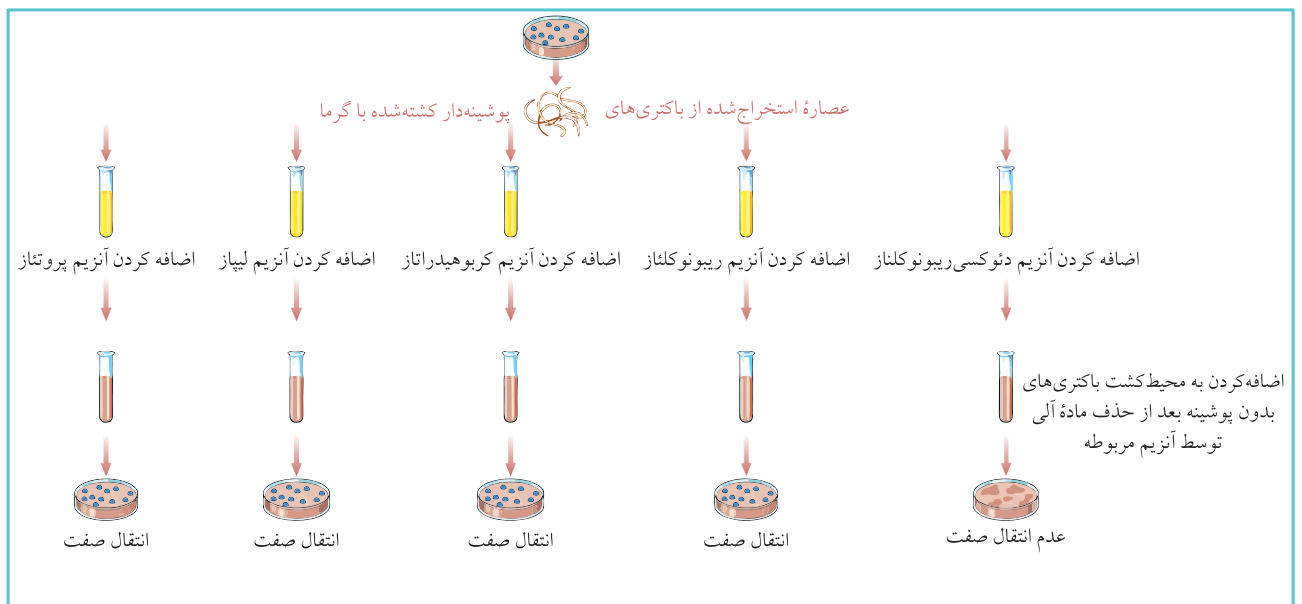 عصارهٔ استخراج‌شده از باکتری‌های پوشینه‌دار کشته‌شده با گرما
اضافه کردن آنزیم دئوکسی‌ریبونوکلئاز
اضافه کردن آنزیم ریبونوکلئاز
اضافه کردن آنزیم کربوهیدراتاز
اضافه کردن آنزیم لیپاز
اضافه کردن آنزیم پروتئاز
اضافه‌کردن به محیط‌کشت باکتری‌های
بدون پوشینه بعد از حذف مادهٔ آلی
توسط آنزیم مربوطه
عدم انتقال صفت
انتقال صفت
انتقال صفت
انتقال صفت
انتقال صفت